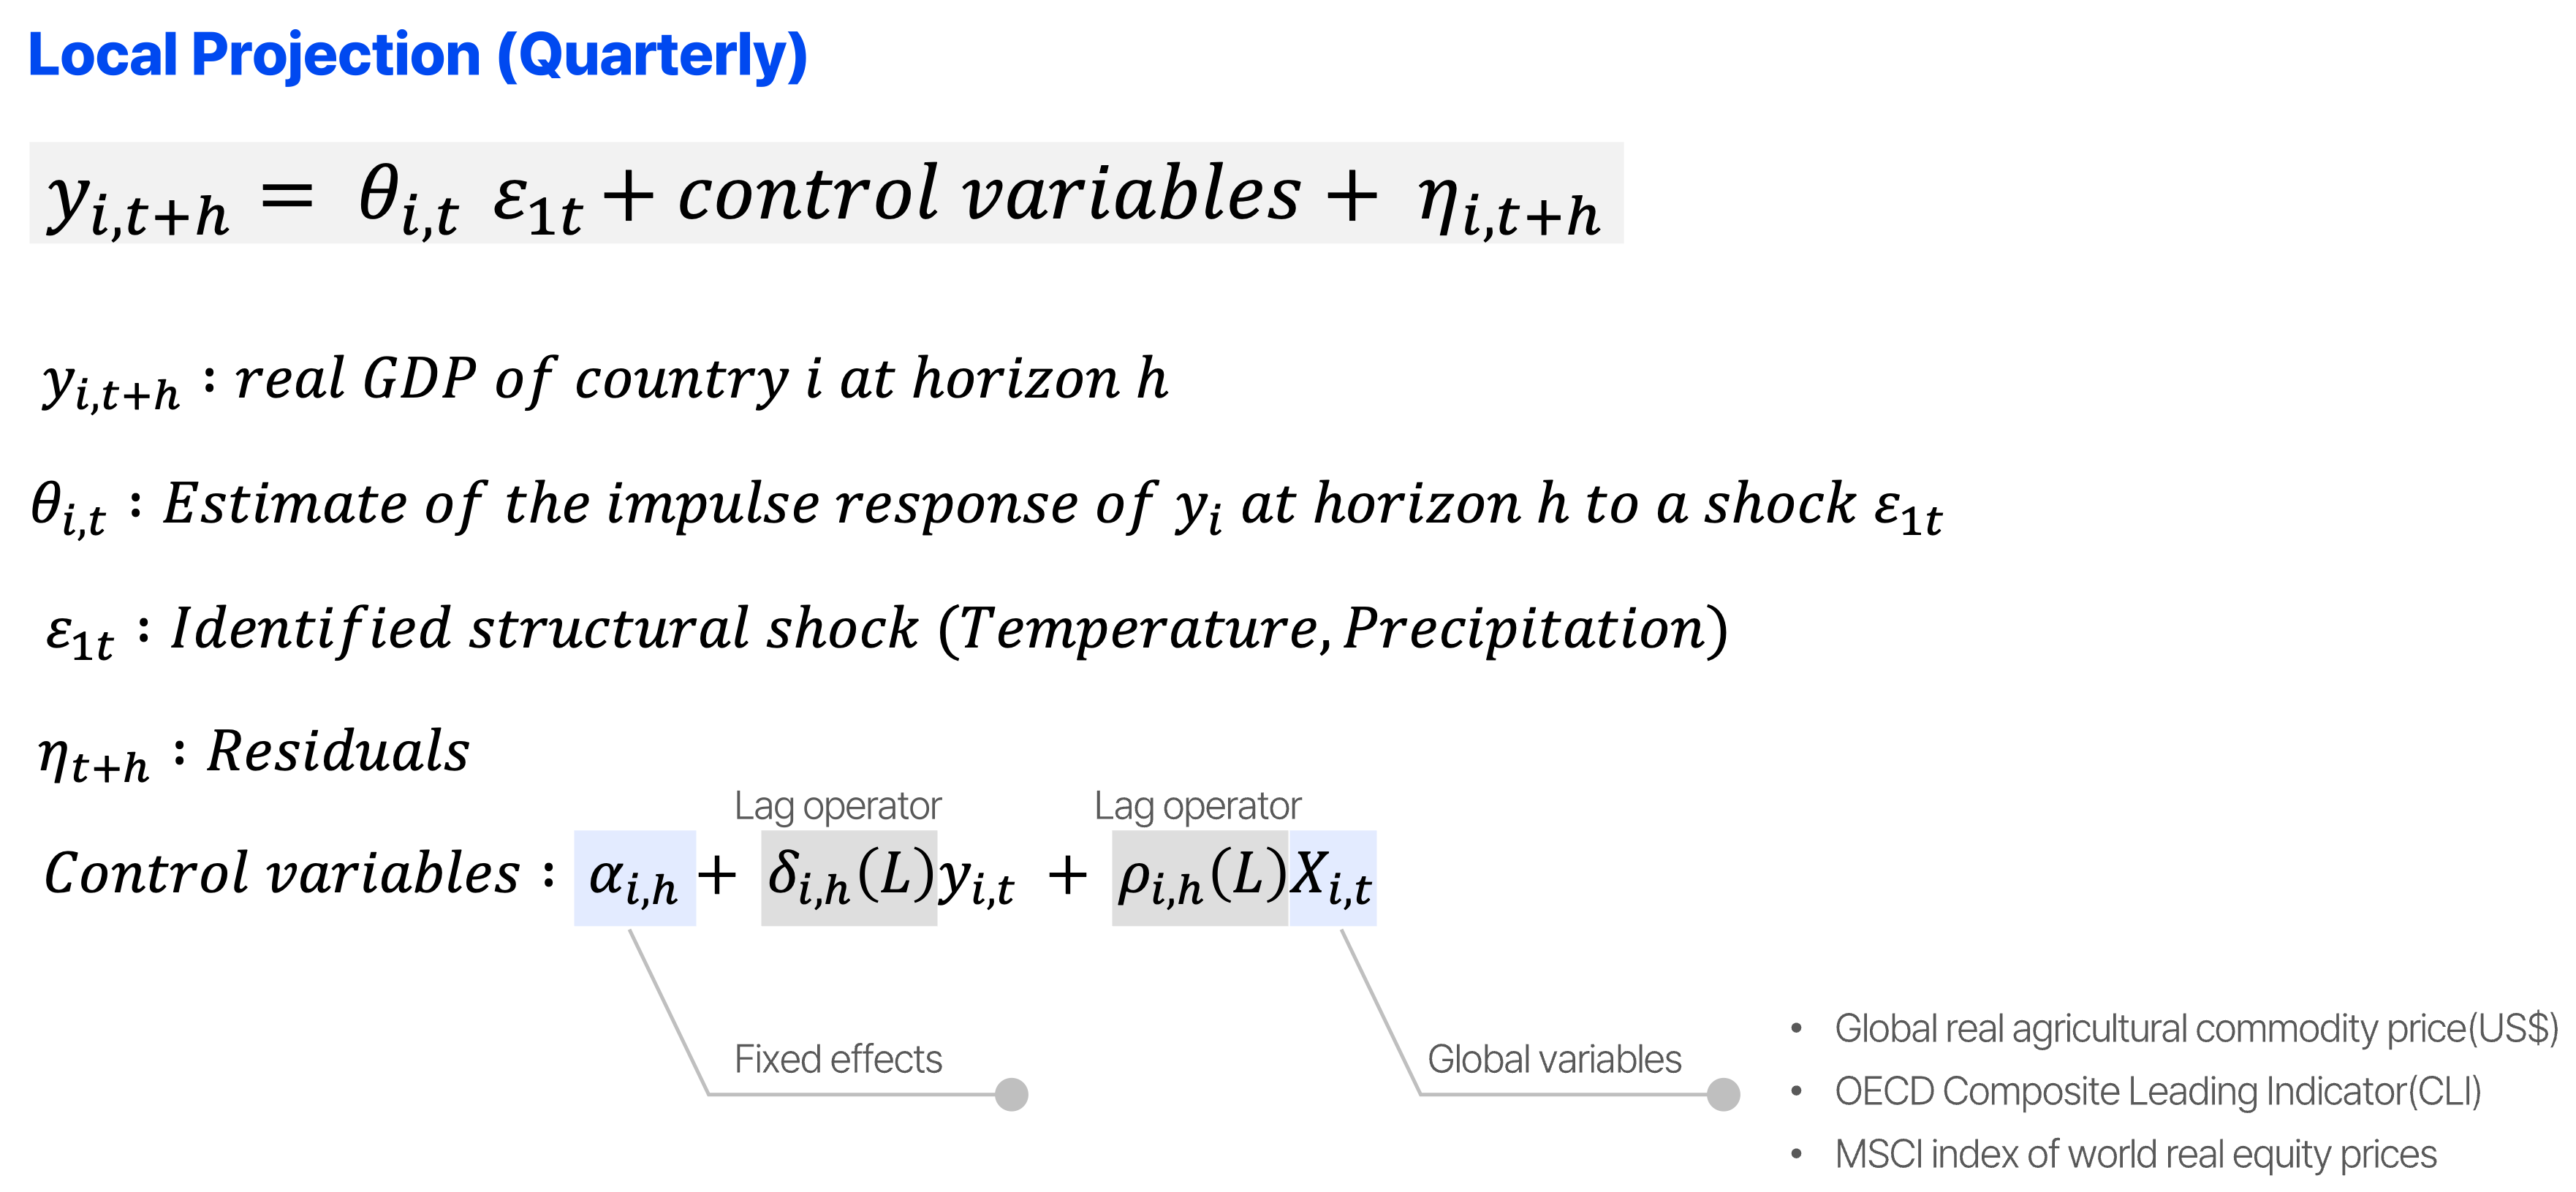 Local Projection (Quarterly)
y_{i,t+h} = θ_{i,t} ε_{1t} + control variables + η_{i,t+h}
y_{i,t+h} : real GDP of country i at horizon h
θ_{i,t} : Estimate of the impulse response of y_i at horizon h to a shock ε_{1t}
ε_{1t} : Identified structural shock (Temperature, Precipitation)
η_{t+h} : Residuals
Lag operator Lag operator
Control variables : α_{i,h} + δ_{i,h}(L)y_{i,t} + ρ_{i,h}(L)X_{i,t}
Fixed effects
Global variables
• Global real agricultural commodity price(US$)
• OECD Composite Leading Indicator(CLI)
• MSCI index of world real equity prices